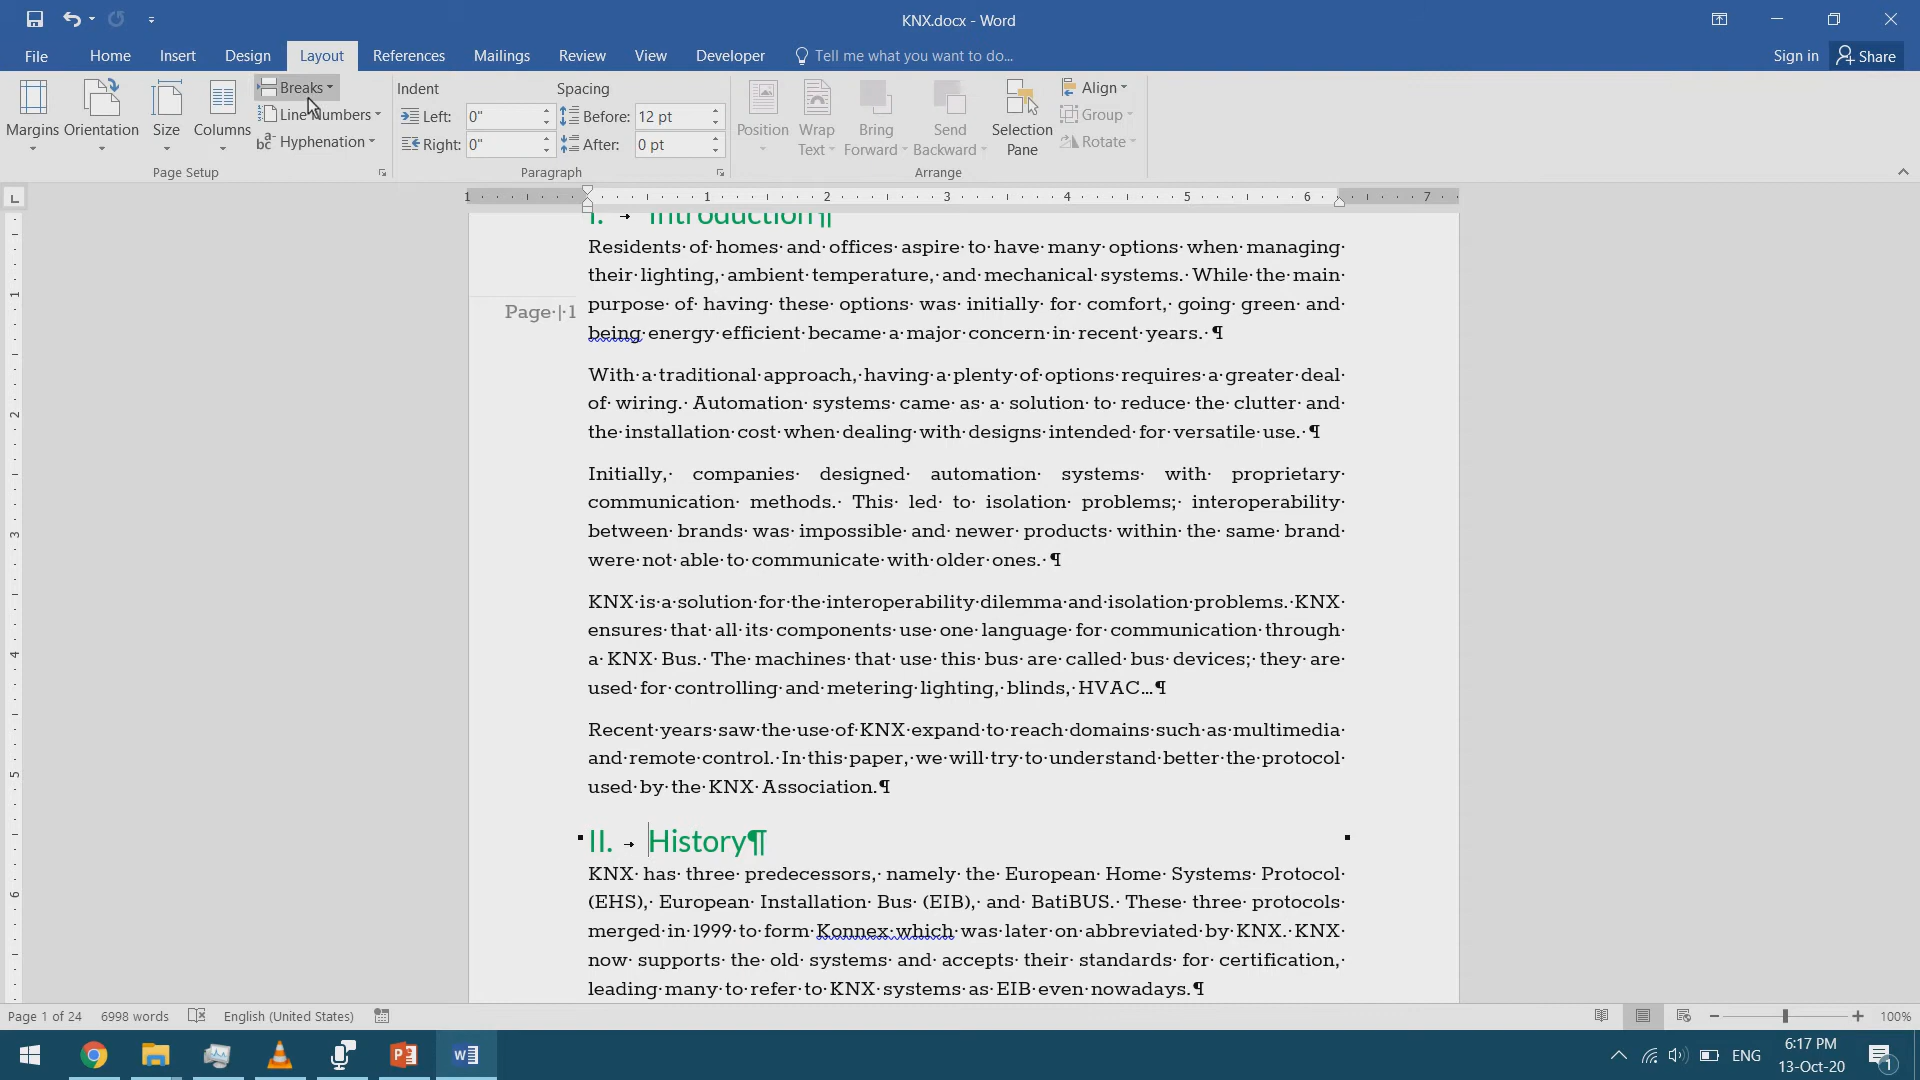 KNX.docx - Word
File Home Insert Design Layout References Mailings Review View Developer Tell me what you want to do... Sign in Share
Margins Orientation Size Columns Breaks
Line Numbers
Hyphenation
Page Setup
Indent Spacing
Left: 0" Before: 12 pt
Right: 0" After: 0 pt
Paragraph
Position Wrap Text Bring Forward Send Backward Selection Pane Align
Group
Rotate
Arrange
1 1 2 3 4 5 6 7
I. → Introduction¶
Residents of homes and offices aspire to have many options when managing
their lighting, ambient temperature, and mechanical systems. While the main
Page | 1
purpose of having these options was initially for comfort, going green and
being energy efficient became a major concern in recent years. ¶
With a traditional approach, having a plenty of options requires a greater deal
of wiring. Automation systems came as a solution to reduce the clutter and
the installation cost when dealing with designs intended for versatile use. ¶
Initially, companies designed automation systems with proprietary
communication methods. This led to isolation problems; interoperability
between brands was impossible and newer products within the same brand
were not able to communicate with older ones. ¶
KNX is a solution for the interoperability dilemma and isolation problems. KNX
ensures that all its components use one language for communication through
a KNX Bus. The machines that use this bus are called bus devices; they are
used for controlling and metering lighting, blinds, HVAC…¶
Recent years saw the use of KNX expand to reach domains such as multimedia
and remote control. In this paper, we will try to understand better the protocol
used by the KNX Association.¶
II. → History¶
KNX has three predecessors, namely the European Home Systems Protocol
(EHS), European Installation Bus (EIB), and BatiBUS. These three protocols
merged in 1999 to form Konnex which was later on abbreviated by KNX. KNX
now supports the old systems and accepts their standards for certification,
leading many to refer to KNX systems as EIB even nowadays.¶
1
2
3
4
5
6
Page 1 of 24 6998 words English (United States) 100%
ENG 6:17 PM
13-Oct-20
1